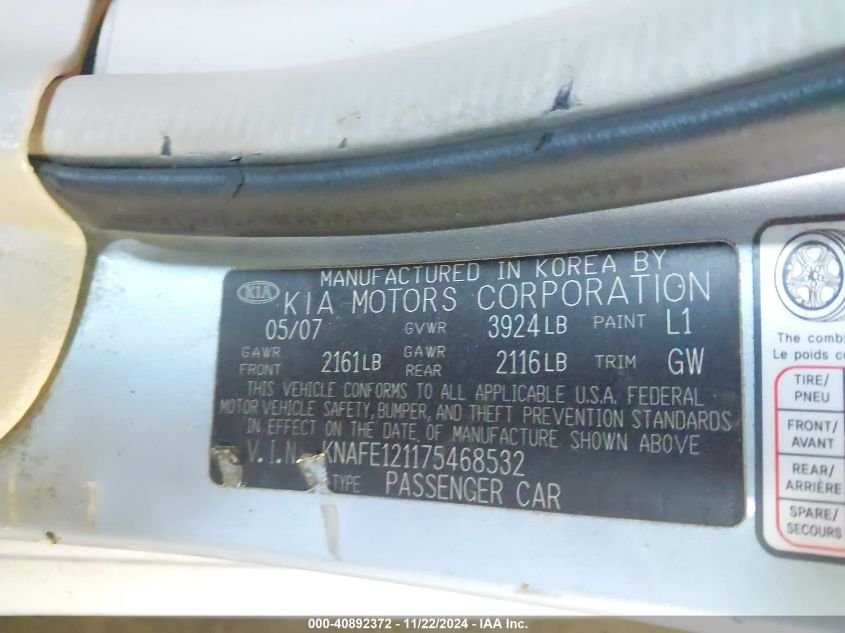 MANUFACTURED IN KOREA BY
KIA KIA MOTORS CORPORATION
05/07 GVWR 3924LB PAINT L1
GAWR FRONT 2161LB GAWR REAR 2116LB TRIM GW
THIS VEHICLE CONFORMS TO ALL APPLICABLE U.S.A. FEDERAL
MOTOR VEHICLE SAFETY, BUMPER, AND THEFT PREVENTION STANDARDS
IN EFFECT ON THE DATE OF MANUFACTURE SHOWN ABOVE
V.I.N. KNAFE121175468532
TYPE PASSENGER CAR
The comb
Le poids c
TIRE/
PNEU
FRONT/
AVANT
REAR/
ARRIÈRE
SPARE/
SECOURS
000-40892372 - 11/22/2024 - IAA Inc.